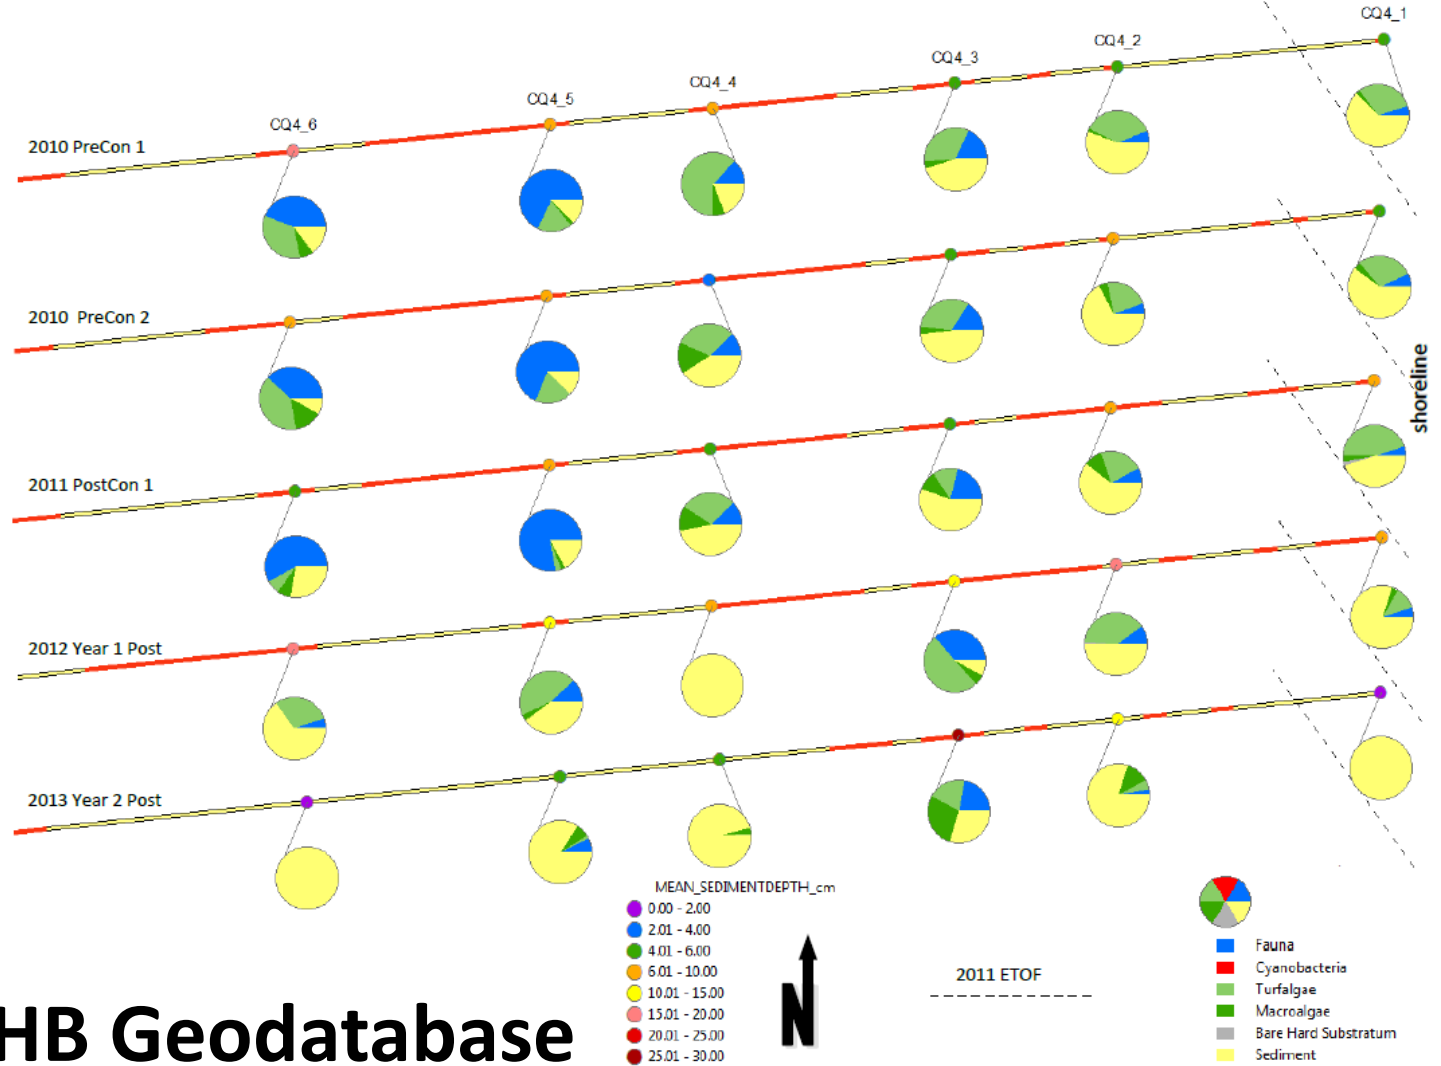 CQ4_1
CQ4_2
CQ4_3
CQ4_4
CQ4_5
CQ4_6
2010 PreCon 1
2010 PreCon 2
shoreline
2011 PostCon 1
2012 Year 1 Post
2013 Year 2 Post
MEAN_SEDIMENTDEPTH_cm
0.00 - 2.00
2.01 - 4.00
4.01 - 6.00
6.01 - 10.00
10.01 - 15.00
15.01 - 20.00
20.01 - 25.00
25.01 - 30.00
N
2011 ETOF
Fauna
Cyanobacteria
Turfalgae
Macroalgae
Bare Hard Substratum
Sediment
HB Geodatabase